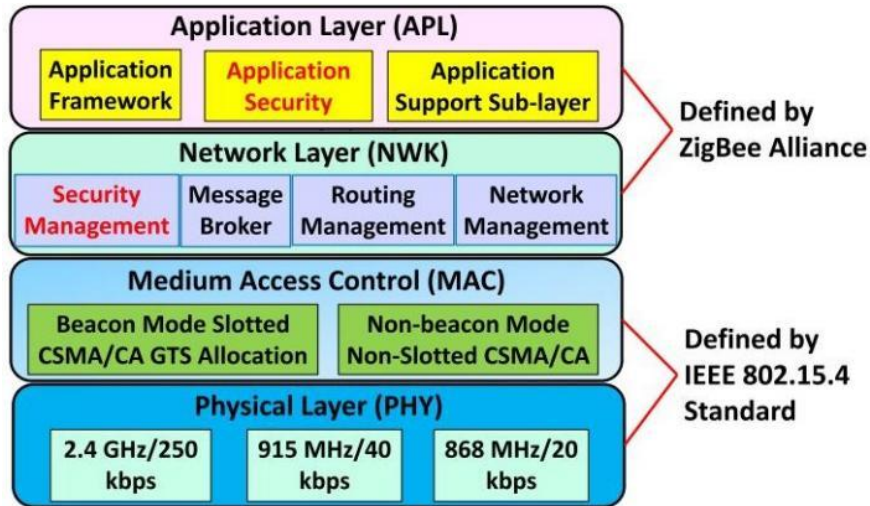 Application Layer (APL)
Application
Framework
Application
Security
Application
Support Sub-layer
Defined by
ZigBee Alliance
Network Layer (NWK)
Security
Management
Message
Broker
Routing
Management
Network
Management
Medium Access Control (MAC)
Beacon Mode Slotted
CSMA/CA GTS Allocation
Non-beacon Mode
Non-Slotted CSMA/CA
Defined by
IEEE 802.15.4
Standard
Physical Layer (PHY)
2.4 GHz/250
kbps
915 MHz/40
kbps
868 MHz/20
kbps